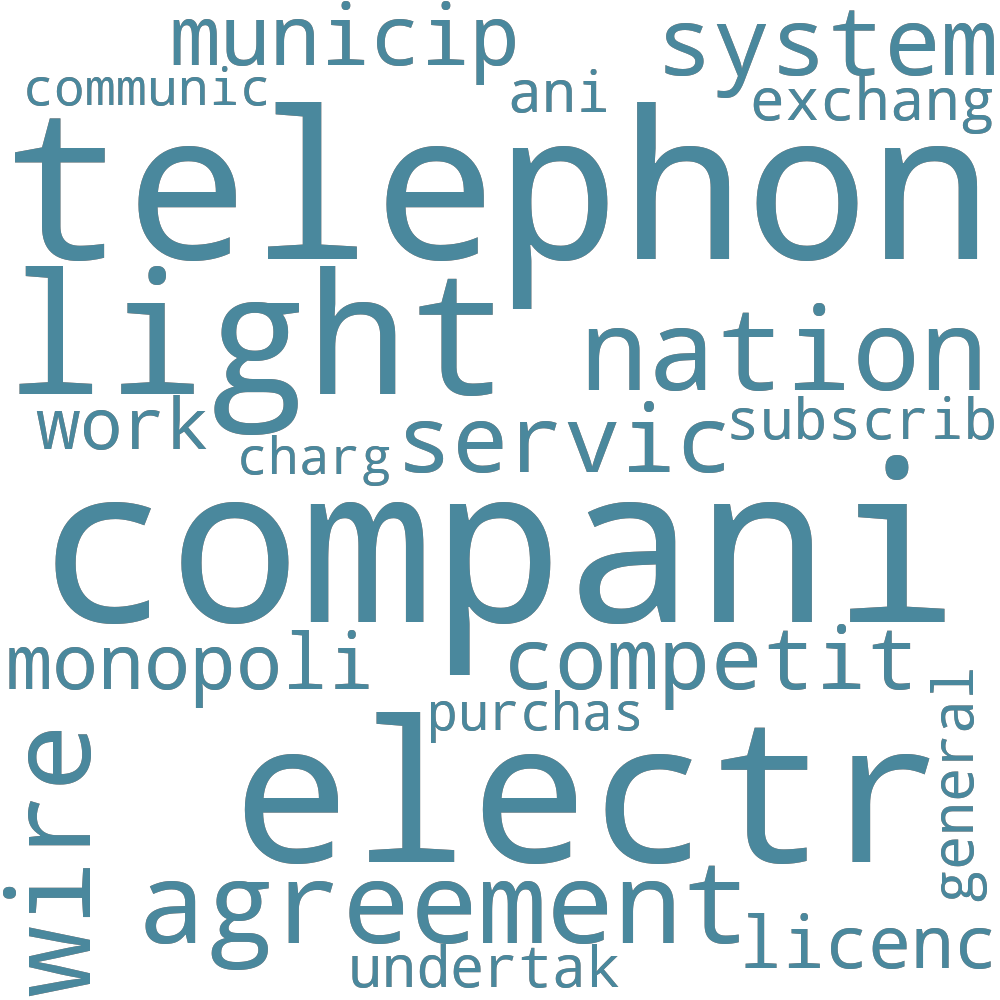 municip system
communic ani exchang
telephon
light nation
work servic subscrib
charg
compani
monopoli competit
purchas
general
wire
electr
agreement
licenc
undertak